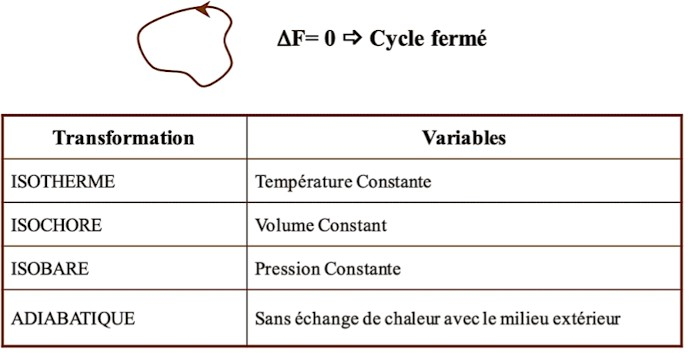 ΔF= 0 ⇨ Cycle fermé
Transformation Variables
ISOTHERME Température Constante
ISOCHORE Volume Constant
ISOBARE Pression Constante
ADIABATIQUE Sans échange de chaleur avec le milieu extérieur